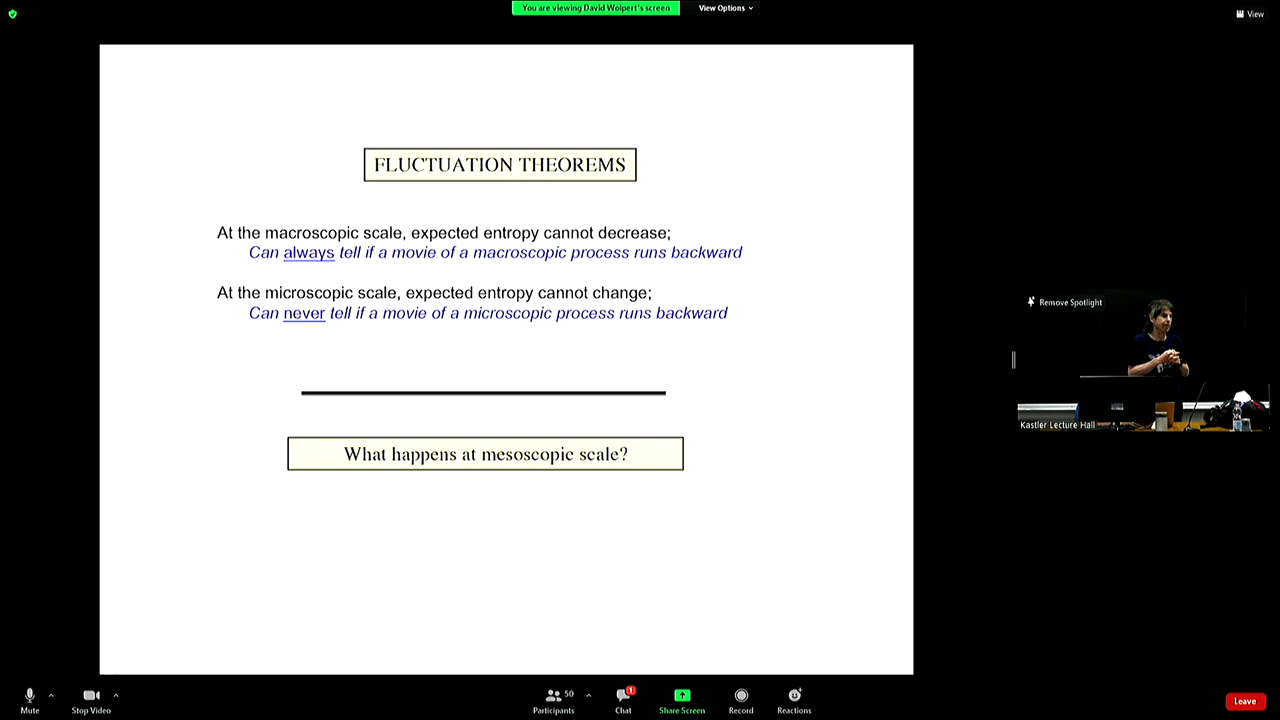 You are viewing David Wolpert's screen
View Options
View
FLUCTUATION THEOREMS
At the macroscopic scale, expected entropy cannot decrease;
Can always tell if a movie of a macroscopic process runs backward
At the microscopic scale, expected entropy cannot change;
Can never tell if a movie of a microscopic process runs backward
Remove Spotlight
Kastler Lecture Hall
What happens at mesoscopic scale?
Mute
Stop Video
50
Participants
1
Chat
Share Screen
Record
Reactions
Leave